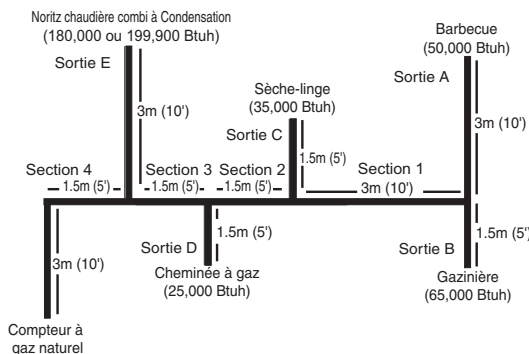 Noritz chaudière combi à Condensation
(180,000 ou 199,900 Btuh)
Sortie E
3m (10')
Barbecue
(50,000 Btuh)
Sortie A
3m (10')
Sèche-linge
(35,000 Btuh)
Sortie C
1.5m (5')
Section 4
1.5m (5')
Section 3
1.5m (5')
Section 2
1.5m (5')
Section 1
3m (10')
3m (10')
Compteur à
gaz naturel
Sortie D
1.5m (5')
Cheminée à gaz
(25,000 Btuh)
Sortie B
1.5m (5')
Gazinière
(65,000 Btuh)